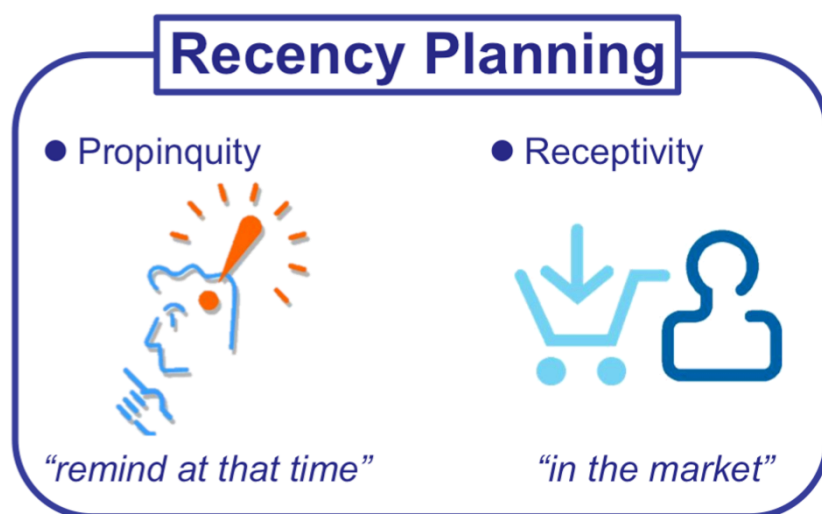 Recency Planning
● Propinquity
● Receptivity
“remind at that time”
“in the market”